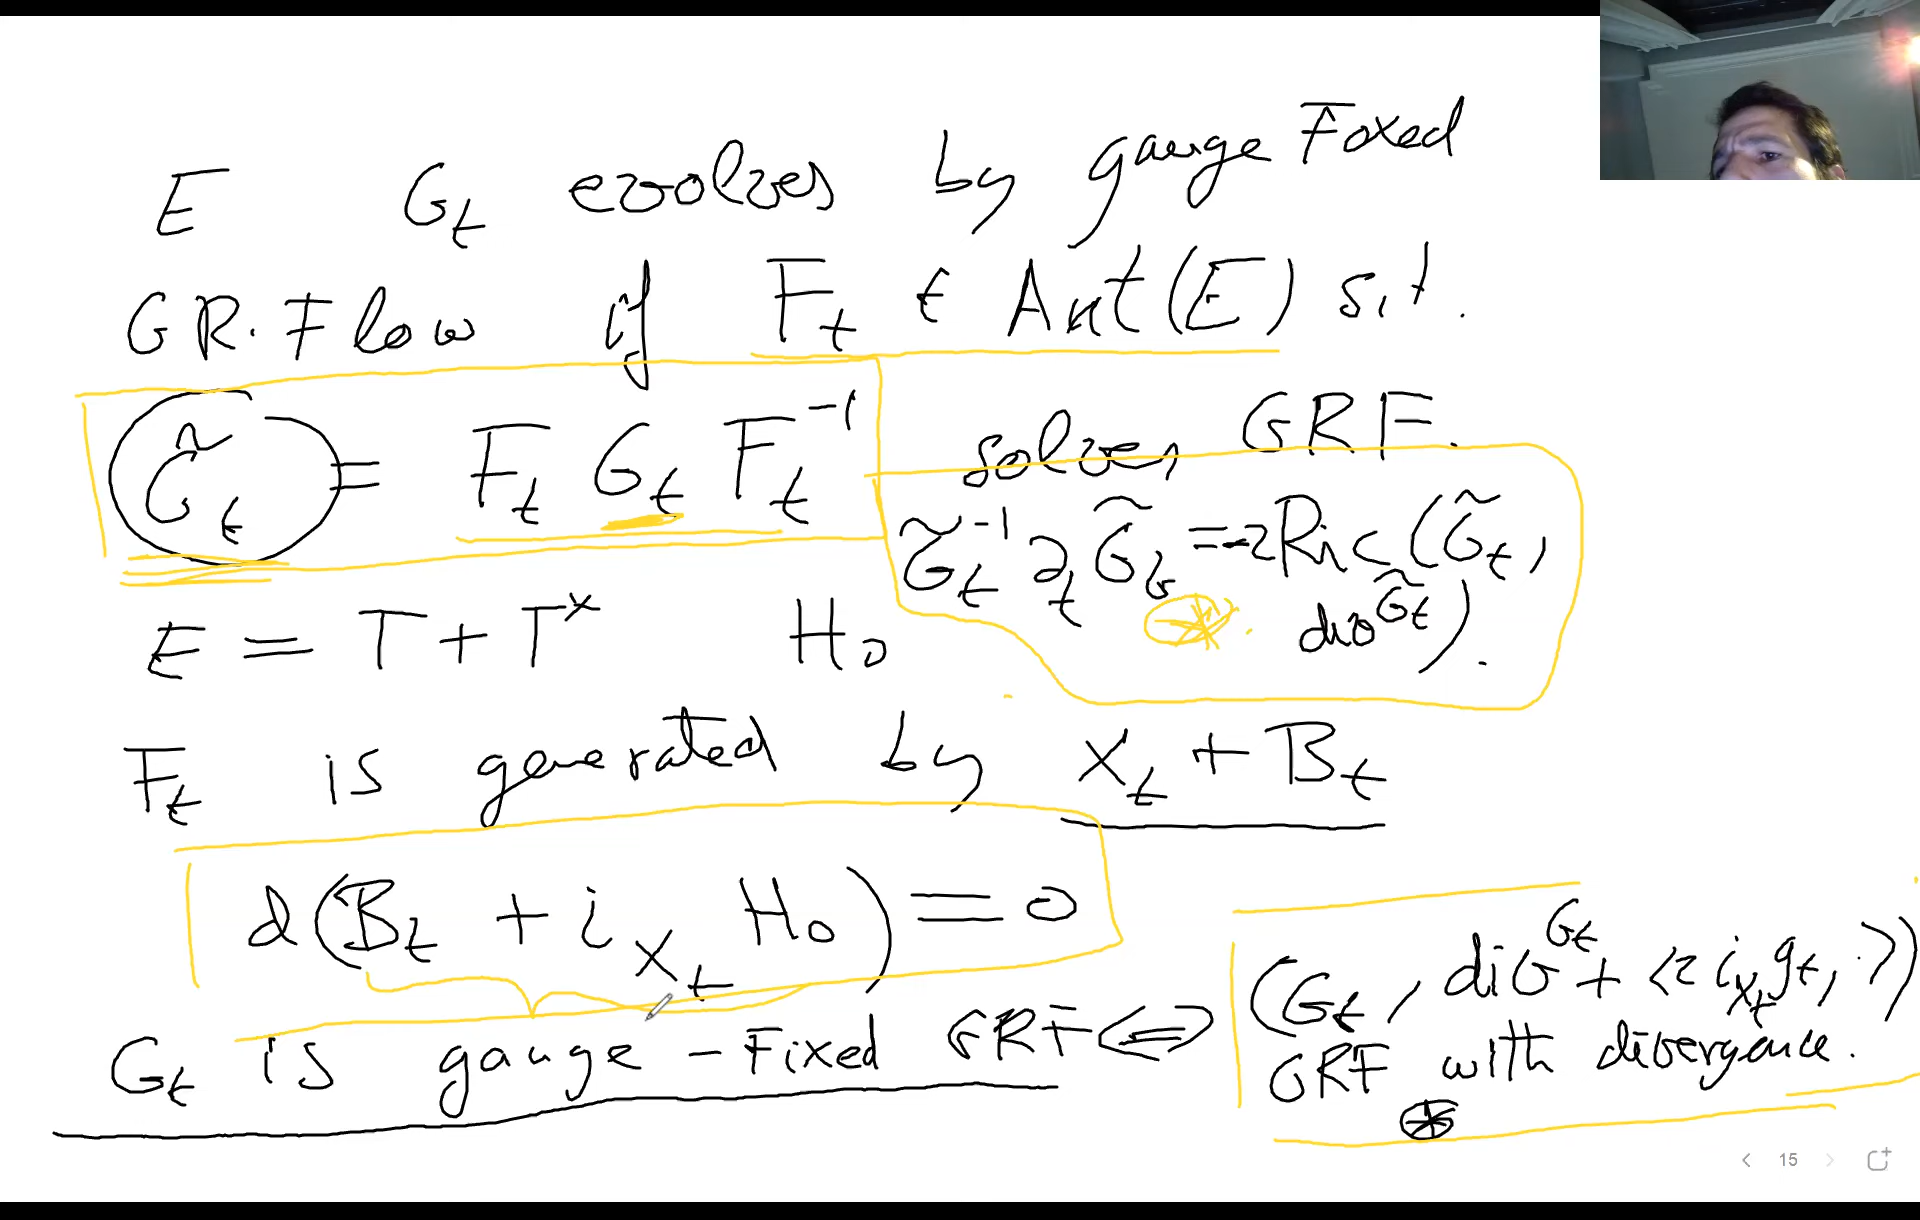 E G_t evolves by gauge Foxed
GR. Flow if F_t ∈ Aut(E) s.t.
G̃_t = F_t G_t F_t^{-1} solves GRF.
G̃_t^{-1} ∂_t G̃_t = -2Ric(G̃_t,
div^{G̃_t}).
E = T + T^* H_0
F_t is generated by X_t + B_t
d(B_t + i_{X_t} H_0) = 0
G_t is gauge-Fixed GRF ⟺ (G_t, div^{G_t} + <2 i_{X_t} g_t, ·>)
GRF with divergence.
15